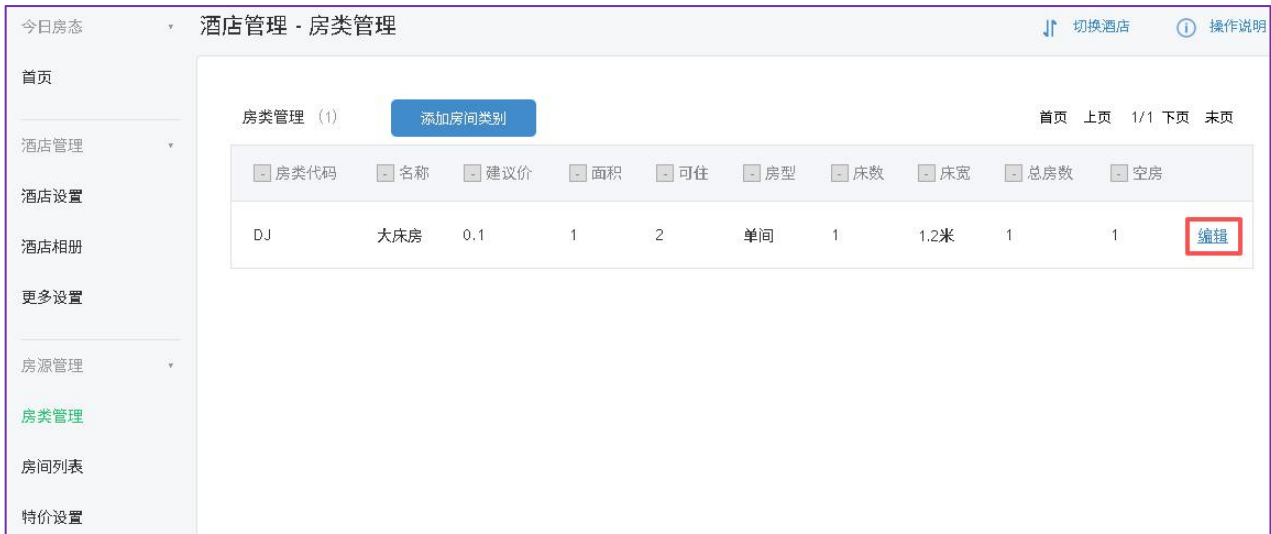 今日房态
酒店管理 - 房类管理
切换酒店
操作说明
首页
房类管理 (1)
添加房间类别
首页 上页 1/1 下页 末页
酒店管理
- 房类代码 - 名称 - 建议价 - 面积 - 可住 - 房型 - 床数 - 床宽 - 总房数 - 空房
酒店设置
DJ 大床房 0.1 1 2 单间 1 1.2米 1 1 编辑
酒店相册
更多设置
房源管理
房类管理
房间列表
特价设置